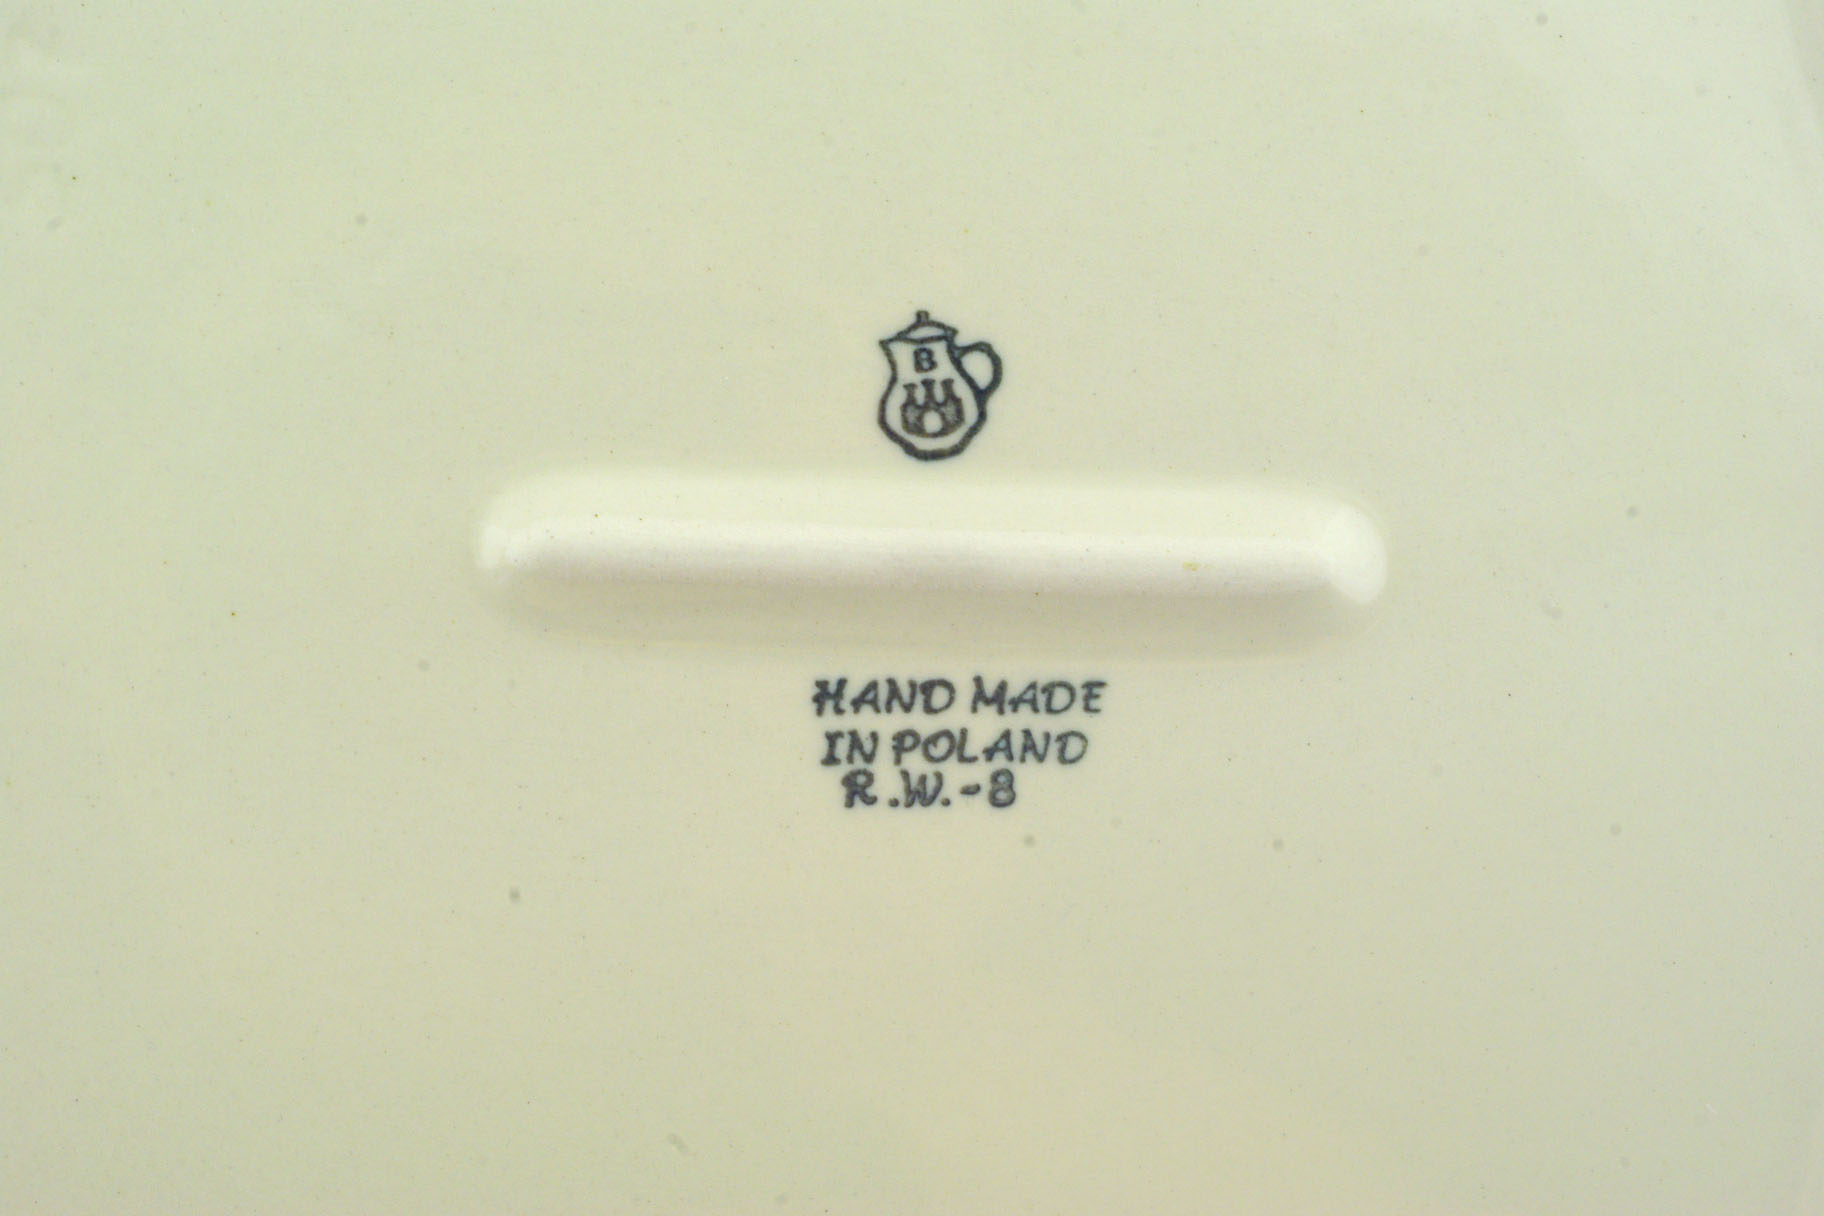 B
HAND MADE
IN POLAND
R.W.-8